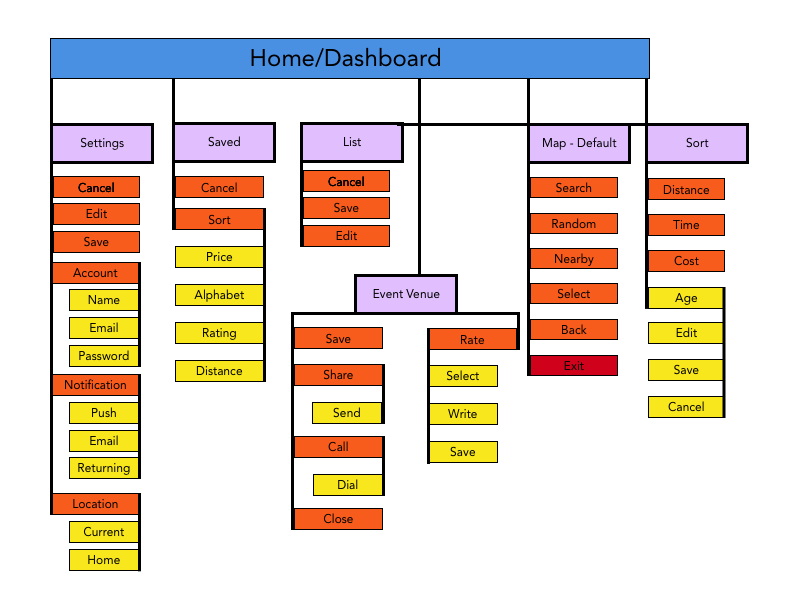 Home/Dashboard
Settings
Cancel
Edit
Save
Account
Name
Email
Password
Notification
Push
Email
Returning
Location
Current
Home
Saved
Cancel
Sort
Price
Alphabet
Rating
Distance
List
Cancel
Save
Edit
Event Venue
Save
Share
Send
Call
Dial
Close
Rate
Select
Write
Save
Map - Default
Search
Random
Nearby
Select
Back
Exit
Sort
Distance
Time
Cost
Age
Edit
Save
Cancel